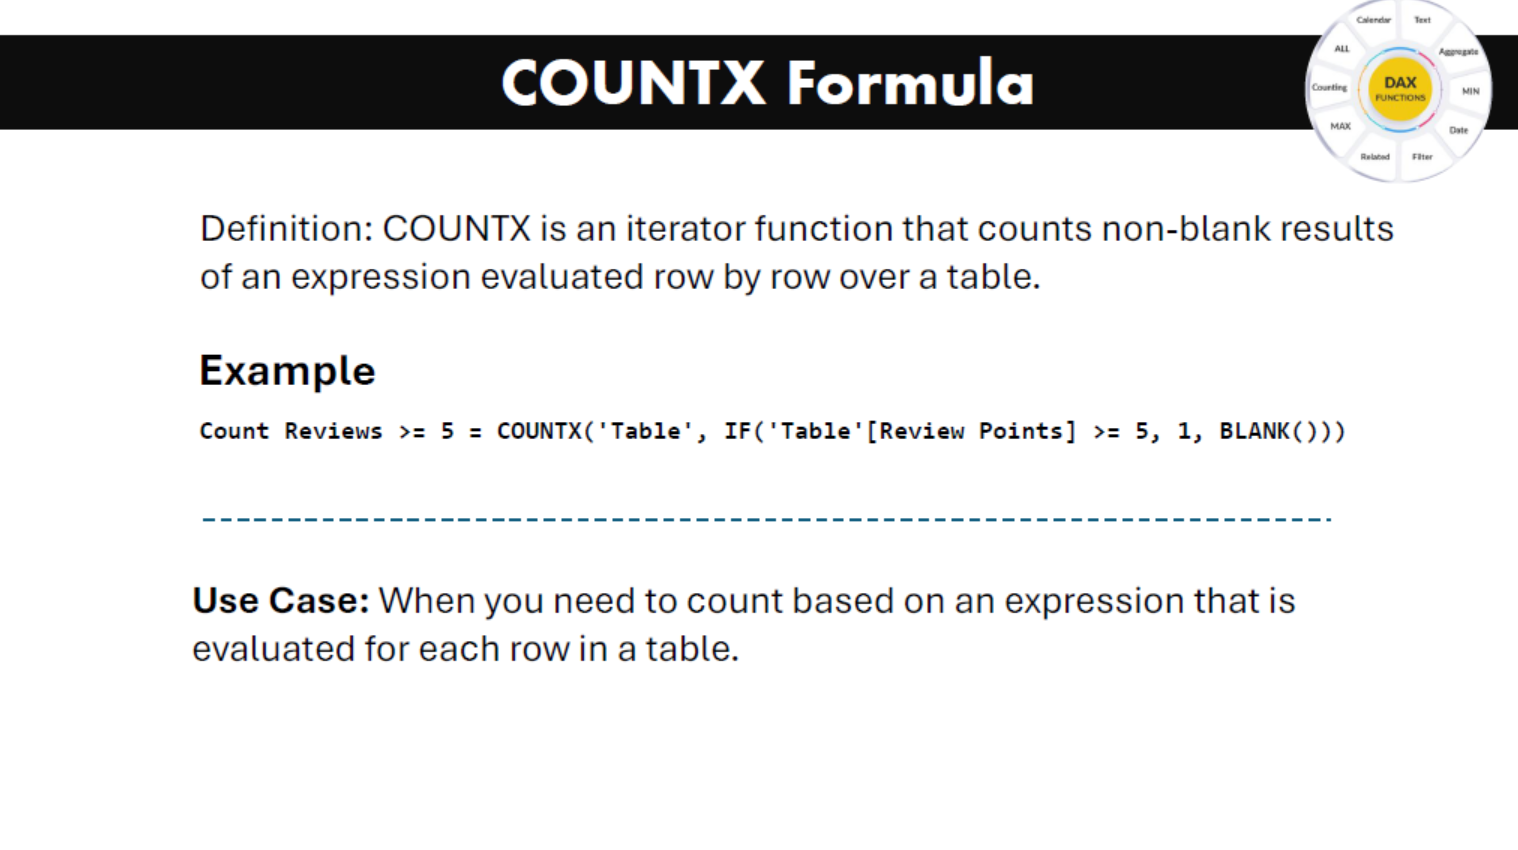 COUNTX Formula
Calendar
Text
ALL
Aggregate
Counting
DAX
FUNCTIONS
MIN
MAX
Date
Related
Filter
Definition: COUNTX is an iterator function that counts non-blank results
of an expression evaluated row by row over a table.
Example
Count Reviews >= 5 = COUNTX('Table', IF('Table'[Review Points] >= 5, 1, BLANK()))
Use Case: When you need to count based on an expression that is
evaluated for each row in a table.